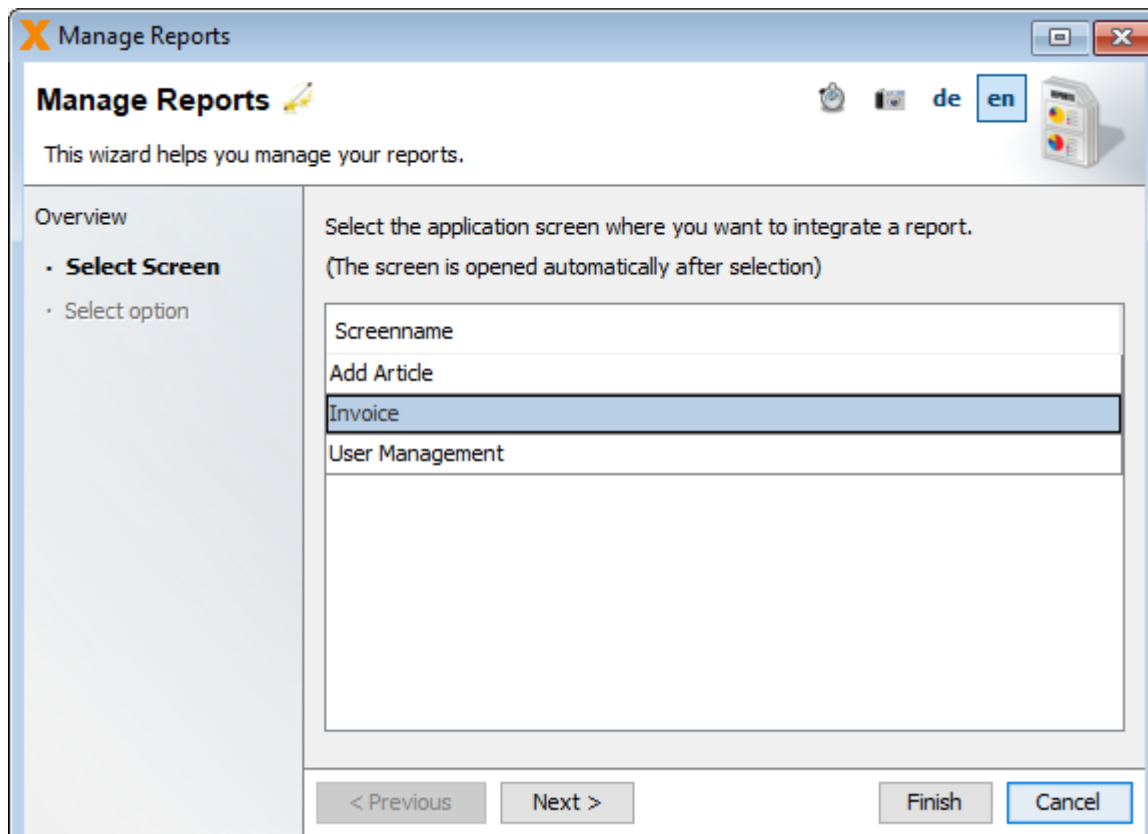 Manage Reports
Manage Reports
de en
This wizard helps you manage your reports.
Overview
· Select Screen
· Select option
Select the application screen where you want to integrate a report.
(The screen is opened automatically after selection)
Screenname
Add Article
Invoice
User Management
< Previous Next > Finish Cancel